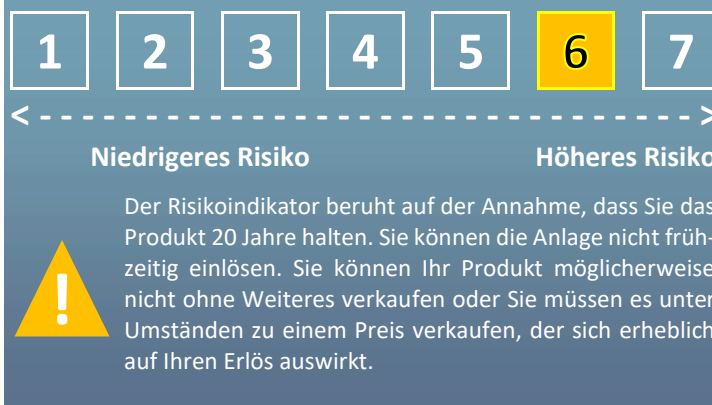 1 2 3 4 5 6 7
< - - - - - - - - - - - - - - - - - - - - - - - - - - - - - - - - >
Niedrigeres Risiko Höheres Risiko
Der Risikoindikator beruht auf der Annahme, dass Sie das
Produkt 20 Jahre halten. Sie können die Anlage nicht früh-
zeitig einlösen. Sie können Ihr Produkt möglicherweise
nicht ohne Weiteres verkaufen oder Sie müssen es unter
Umständen zu einem Preis verkaufen, der sich erheblich
! auf Ihren Erlös auswirkt.